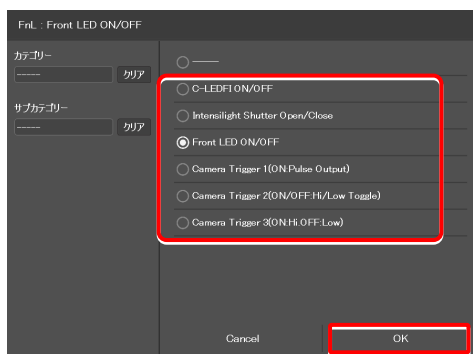 FnL : Front LED ON/OFF
カテゴリー
-----
クリア
サブカテゴリー
-----
クリア
-----
C-LEDFI ON/OFF
Intensilight Shutter Open/Close
Front LED ON/OFF
Camera Trigger 1(ON:Pulse Output)
Camera Trigger 2(ON/OFF:Hi/Low Toggle)
Camera Trigger 3(ON:Hi OFF:Low)
Cancel
OK